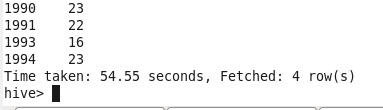 1990    23
1991    22
1993    16
1994    23
Time taken: 54.55 seconds, Fetched: 4 row(s)
hive>